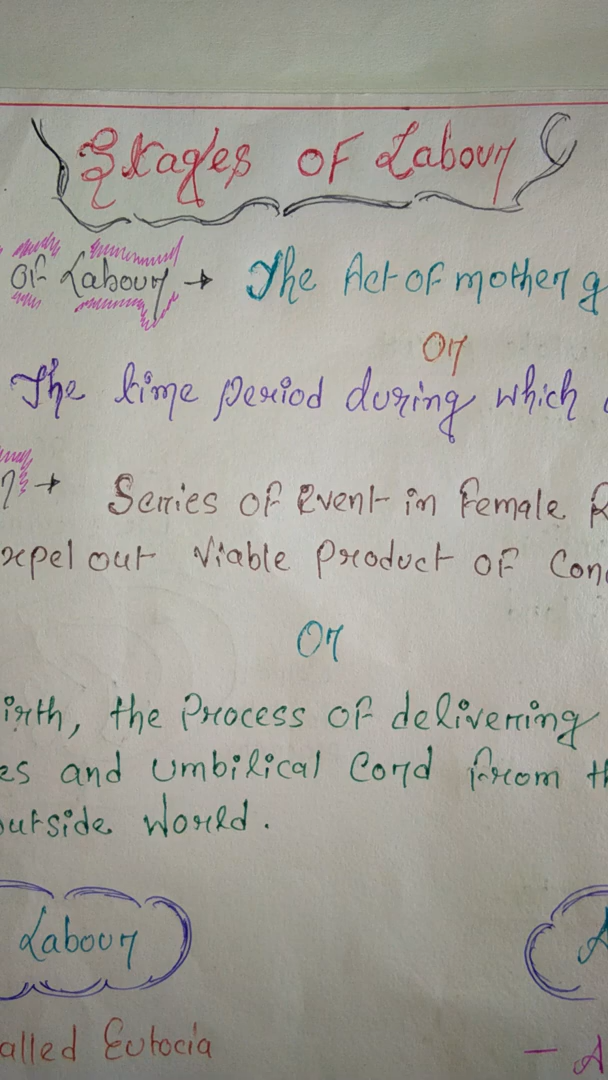 Stages of Labour
of Labour → The Act of mother g
Or
The time period during which
r → Series of Event in Female R
xpel out Viable Product of Conc
Or
irth, the Process of delivering
es and umbilical Cord from th
outside World.
Labour A
alled Eutocia - A